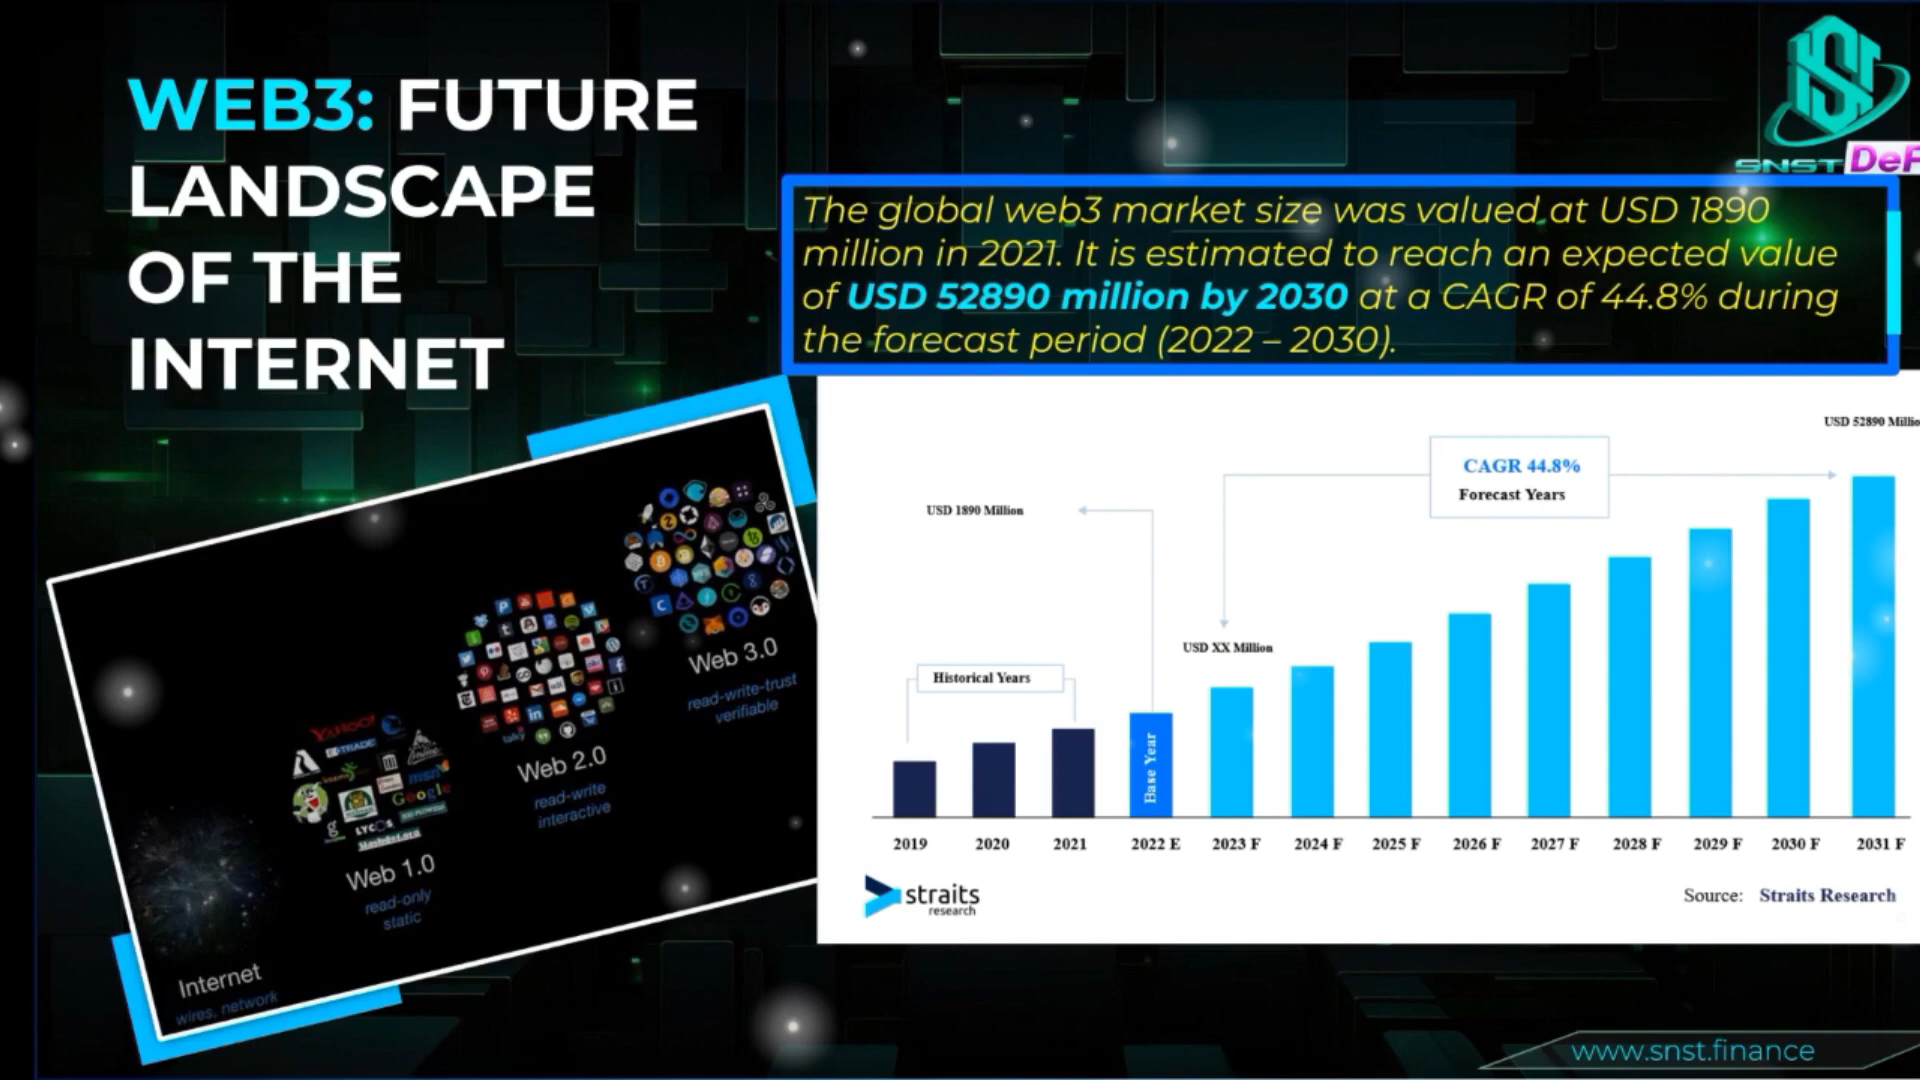 WEB3: FUTURE
LANDSCAPE
OF THE
INTERNET
SNST DeF
The global web3 market size was valued at USD 1890
million in 2021. It is estimated to reach an expected value
of USD 52890 million by 2030 at a CAGR of 44.8% during
the forecast period (2022 – 2030).
USD 52890 Millio
CAGR 44.8%
Forecast Years
USD 1890 Million
USD XX Million
Historical Years
Base Year
2019 2020 2021 2022 E 2023 F 2024 F 2025 F 2026 F 2027 F 2028 F 2029 F 2030 F 2031 F
straits
research
Source: Straits Research
Web 3.0
read-write-trust
verifiable
Web 2.0
read-write
interactive
YAHOO!
E*TRADE
msn
Google
LYCOS
Web 1.0
read-only
static
Internet
wires, network
www.snst.finance